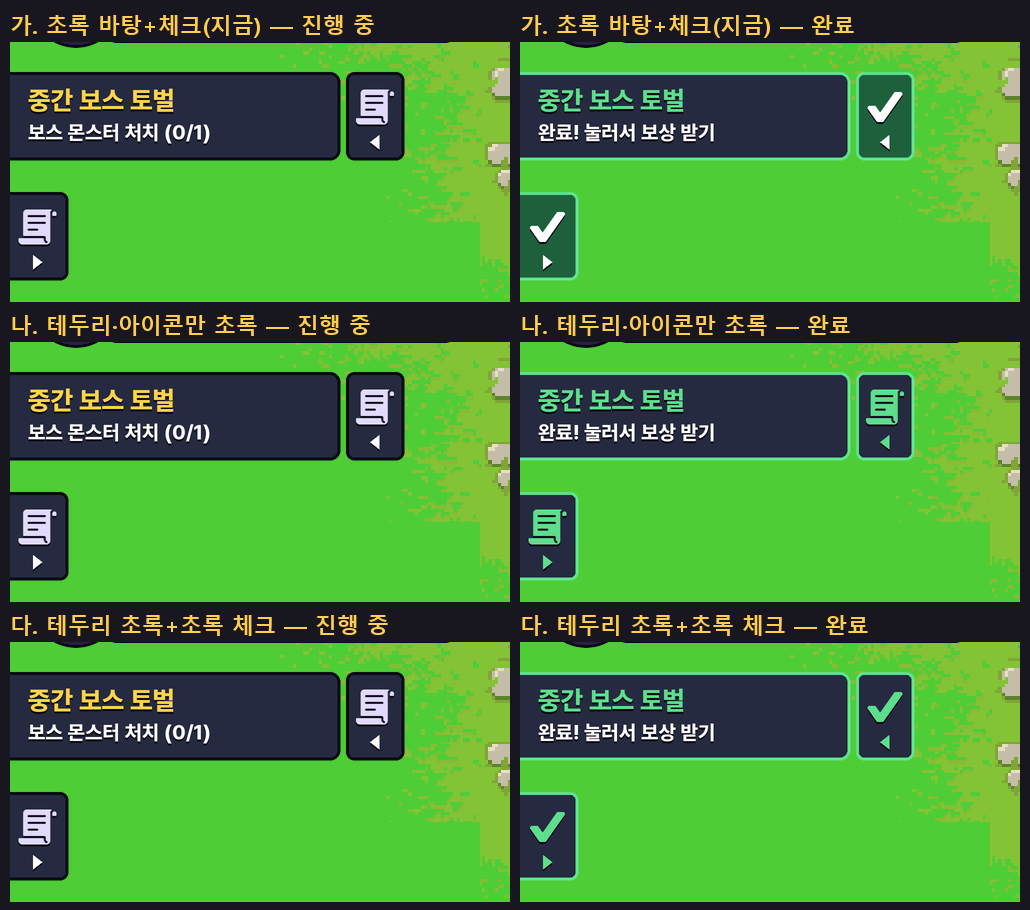 가. 초록 바탕+체크(지금) — 진행 중
가. 초록 바탕+체크(지금) — 완료
중간 보스 토벌
보스 몬스터 처치 (0/1)
중간 보스 토벌
완료! 눌러서 보상 받기
나. 테두리·아이콘만 초록 — 진행 중
나. 테두리·아이콘만 초록 — 완료
중간 보스 토벌
보스 몬스터 처치 (0/1)
중간 보스 토벌
완료! 눌러서 보상 받기
다. 테두리 초록+초록 체크 — 진행 중
다. 테두리 초록+초록 체크 — 완료
중간 보스 토벌
보스 몬스터 처치 (0/1)
중간 보스 토벌
완료! 눌러서 보상 받기